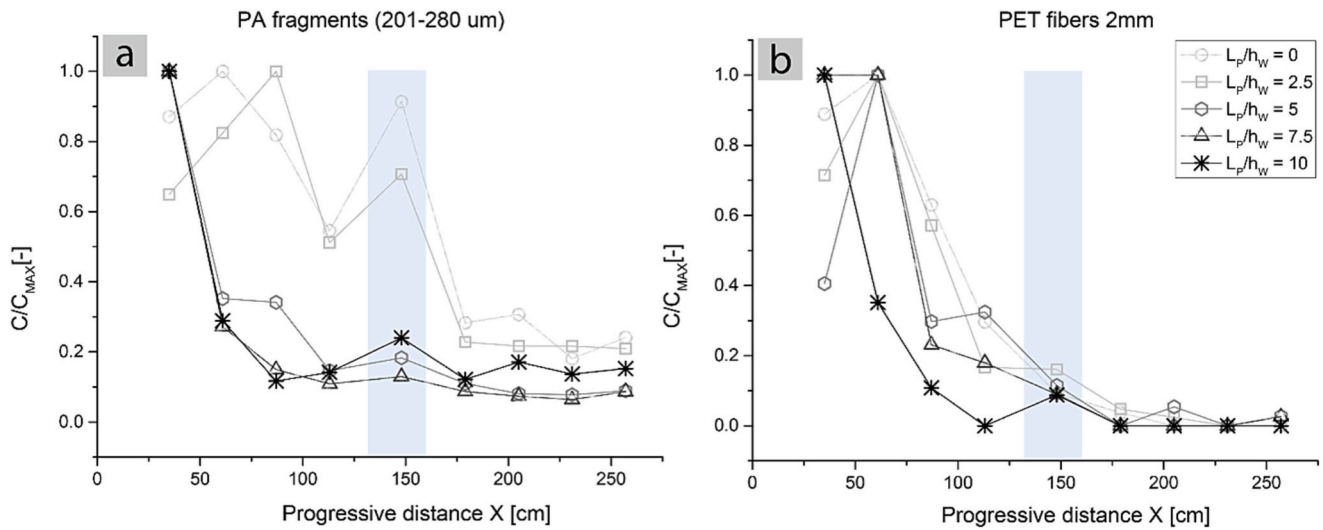 PA fragments (201-280 um)
a
1.0
0.8
0.6
0.4
0.2
0.0
C/C_MAX[-]
0
50
100
150
200
250
Progressive distance X [cm]
PET fibers 2mm
b
L_P/h_W = 0
L_P/h_W = 2.5
L_P/h_W = 5
L_P/h_W = 7.5
L_P/h_W = 10
1.0
0.8
0.6
0.4
0.2
0.0
C/C_MAX[-]
0
50
100
150
200
250
Progressive distance X [cm]